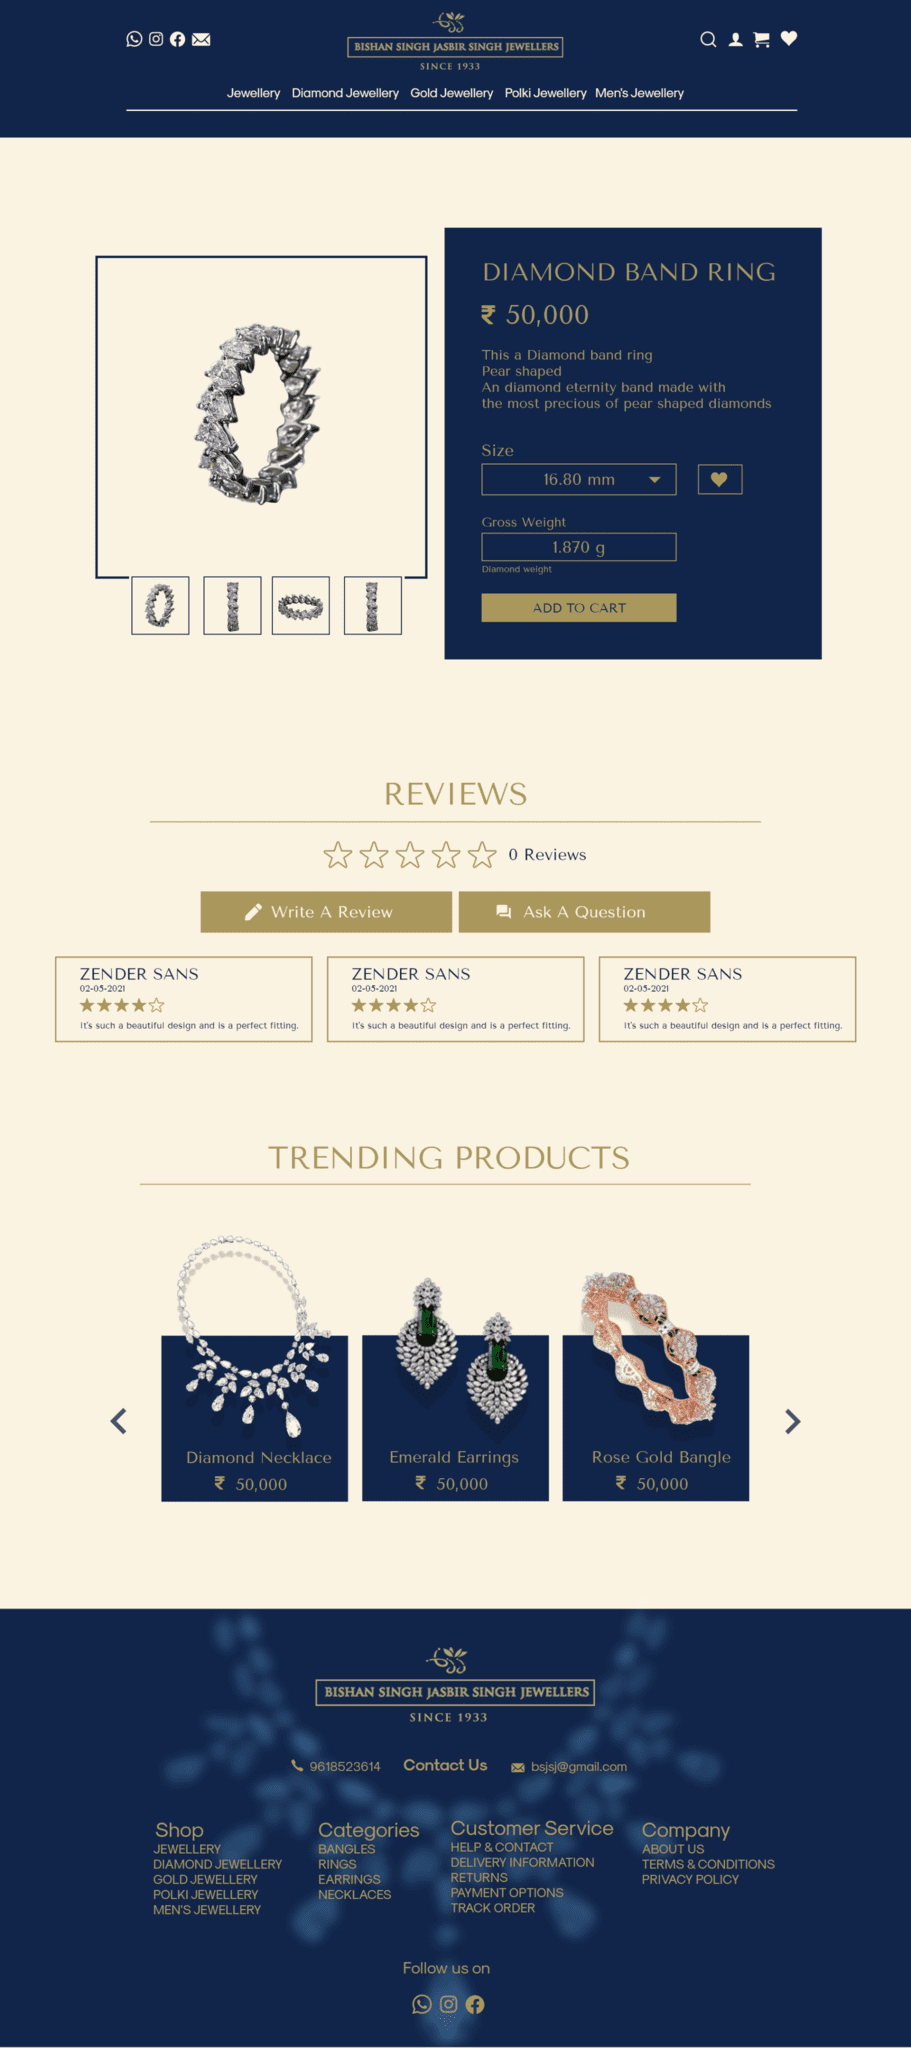 BISHAN SINGH JASBIR SINGH JEWELLERS
SINCE 1933
Jewellery Diamond Jewellery Gold Jewellery Polki Jewellery Men's Jewellery
DIAMOND BAND RING
₹ 50,000
This a Diamond band ring
Pear shaped
An diamond eternity band made with
the most precious of pear shaped diamonds
Size
16.80 mm
Gross Weight
1.870 g
Diamond weight
ADD TO CART
REVIEWS
0 Reviews
Write A Review Ask A Question
ZENDER SANS
02-05-2021
It's such a beautiful design and is a perfect fitting.
ZENDER SANS
02-05-2021
It's such a beautiful design and is a perfect fitting.
ZENDER SANS
02-05-2021
It's such a beautiful design and is a perfect fitting.
TRENDING PRODUCTS
Diamond Necklace
₹ 50,000
Emerald Earrings
₹ 50,000
Rose Gold Bangle
₹ 50,000
BISHAN SINGH JASBIR SINGH JEWELLERS
SINCE 1933
9618523614 Contact Us bsjsj@gmail.com
Shop
JEWELLERY
DIAMOND JEWELLERY
GOLD JEWELLERY
POLKI JEWELLERY
MEN'S JEWELLERY
Categories
BANGLES
RINGS
EARRINGS
NECKLACES
Customer Service
HELP & CONTACT
DELIVERY INFORMATION
RETURNS
PAYMENT OPTIONS
TRACK ORDER
Company
ABOUT US
TERMS & CONDITIONS
PRIVACY POLICY
Follow us on